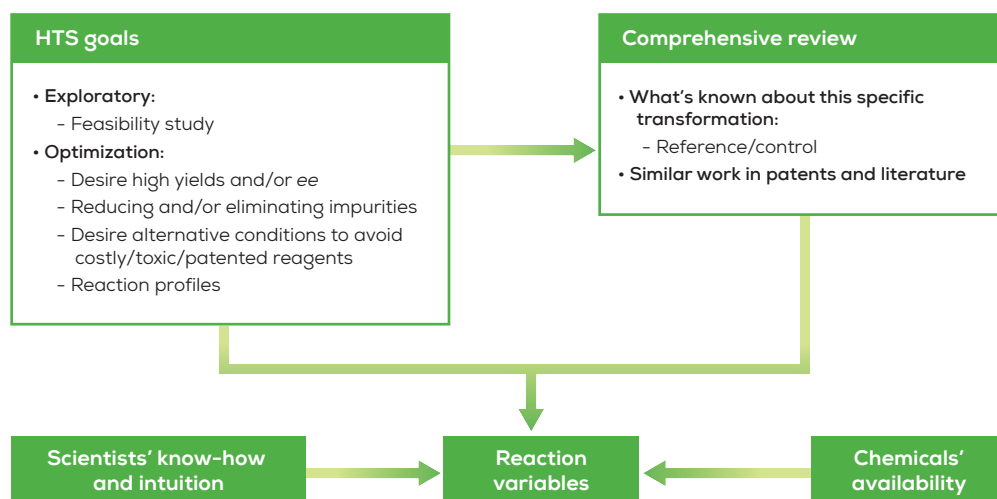 HTS goals
• Exploratory:
- Feasibility study
• Optimization:
- Desire high yields and/or ee
- Reducing and/or eliminating impurities
- Desire alternative conditions to avoid
costly/toxic/patented reagents
- Reaction profiles
Comprehensive review
• What's known about this specific
transformation:
- Reference/control
• Similar work in patents and literature
Scientists' know-how
and intuition
Reaction
variables
Chemicals'
availability